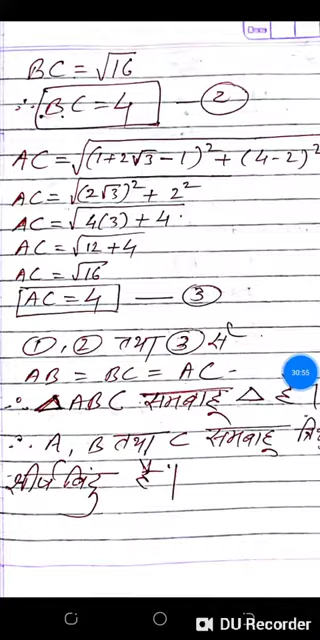 BC = √16
∴ BC = 4 — ②
AC = √(1+2√3-1)² + (4-2)²
AC = √(2√3)² + 2²
AC = √4(3) + 4
AC = √12+4
AC = √16
AC = 4 — ③
①, ② तथा ③ से
AB = BC = AC
30:55
∴ △ABC समबाहु △ है।
∴ A, B तथा C समबाहु
शीर्ष बिंदु है।
DU Recorder